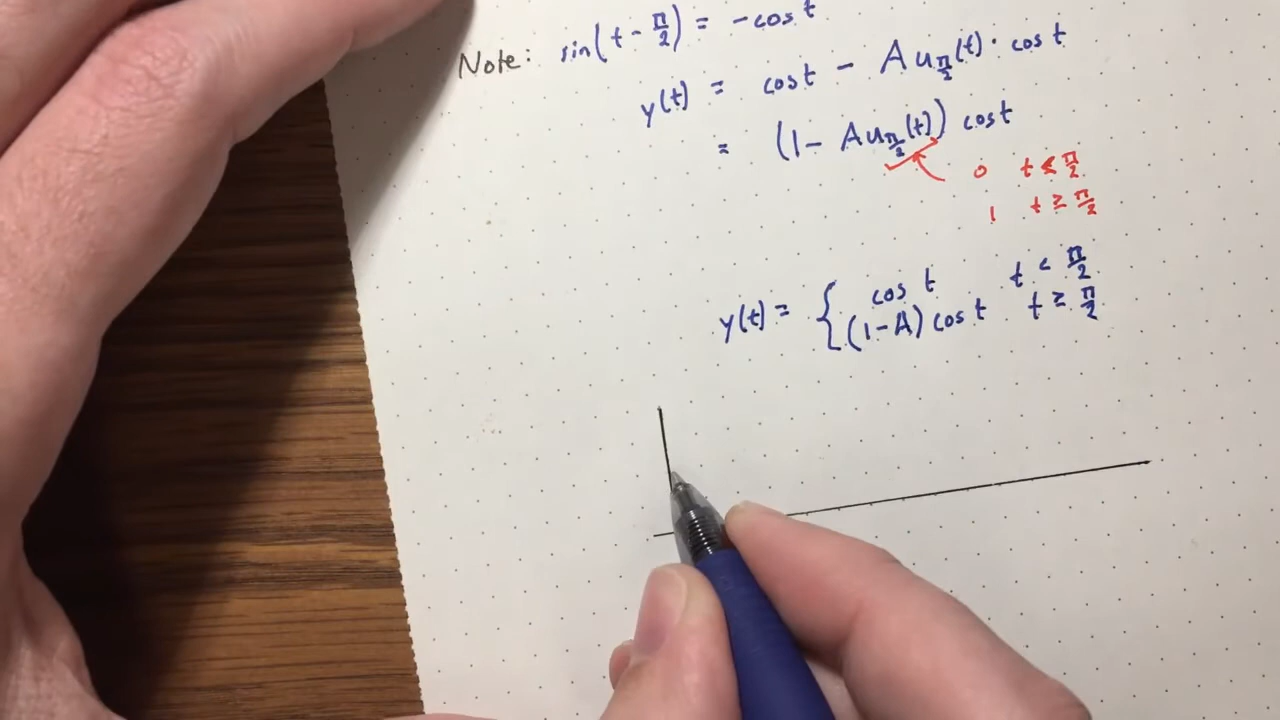 Note: sin(t - π/2) = -cos t
y(t) = cos t - A u_{π/2}(t) · cos t
= (1 - A u_{π/2}(t)) cos t
0 t < π/2
1 t ≥ π/2
y(t) = { cos t t < π/2
(1-A) cos t t ≥ π/2